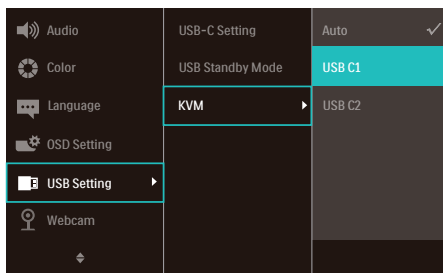 Audio
Color
Language
OSD Setting
USB Setting
Webcam
USB-C Setting
USB Standby Mode
KVM
Auto
USB C1
USB C2